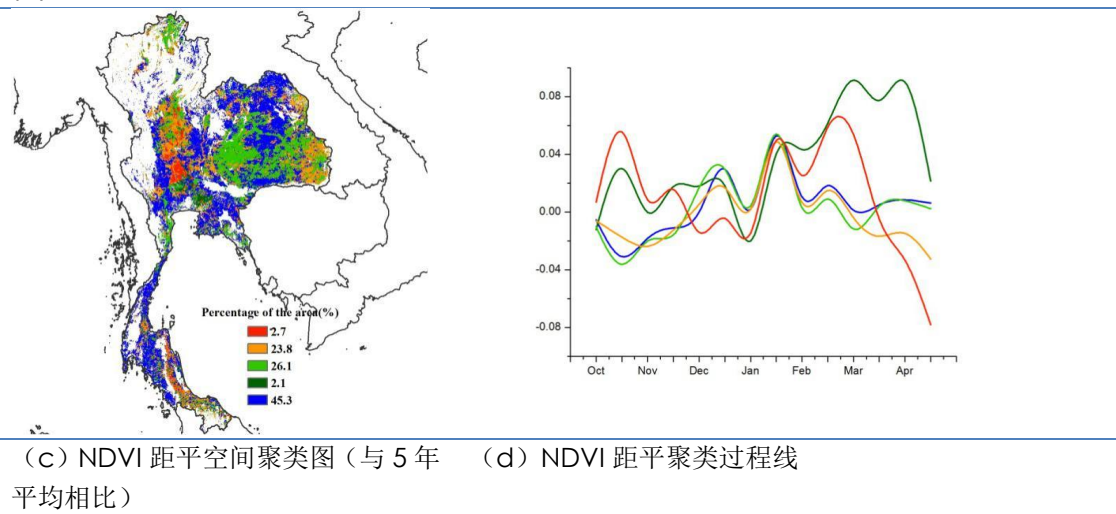 Percentage of the area(%)
2.7
23.8
26.1
2.1
45.3
0.08
0.04
0.00
-0.04
-0.08
Oct Nov Dec Jan Feb Mar Apr
（c）NDVI 距平空间聚类图（与 5 年
平均相比）
（d）NDVI 距平聚类过程线